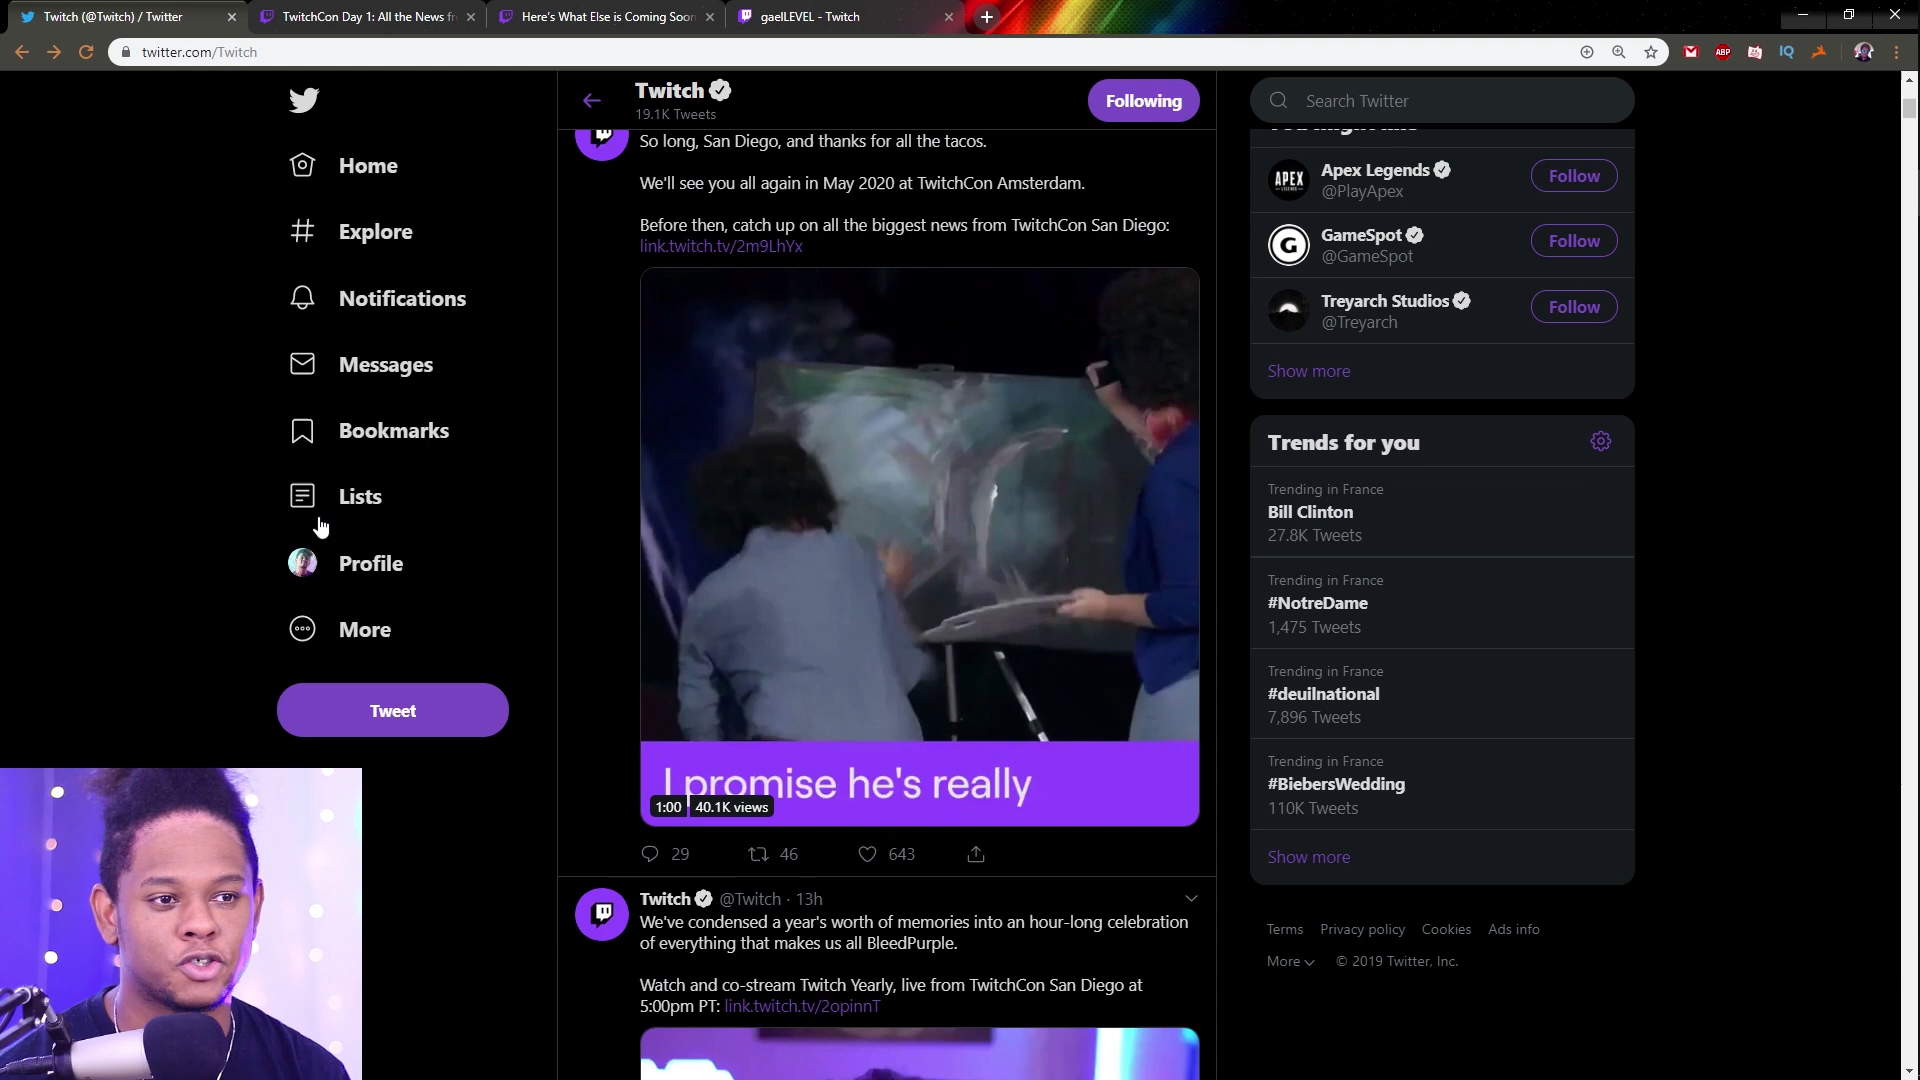 Twitch (@Twitch) / Twitter
TwitchCon Day 1: All the News fr
Here's What Else is Coming Soon
gaelLEVEL - Twitch
twitter.com/Twitch
ABP
IQ
Twitch
19.1K Tweets
Following
Search Twitter
Home
Explore
Notifications
Messages
Bookmarks
Lists
Profile
More
Tweet
So long, San Diego, and thanks for all the tacos.
We'll see you all again in May 2020 at TwitchCon Amsterdam.
Before then, catch up on all the biggest news from TwitchCon San Diego:
link.twitch.tv/2m9LhYx
I promise he's really
1:00
40.1K views
29
46
643
Twitch @Twitch · 13h
We've condensed a year's worth of memories into an hour-long celebration
of everything that makes us all BleedPurple.
Watch and co-stream Twitch Yearly, live from TwitchCon San Diego at
5:00pm PT: link.twitch.tv/2opinnT
APEX
Apex Legends
@PlayApex
Follow
GameSpot
@GameSpot
Follow
Treyarch Studios
@Treyarch
Follow
Show more
Trends for you
Trending in France
Bill Clinton
27.8K Tweets
Trending in France
#NotreDame
1,475 Tweets
Trending in France
#deuilnational
7,896 Tweets
Trending in France
#BiebersWedding
110K Tweets
Show more
Terms Privacy policy Cookies Ads info
More © 2019 Twitter, Inc.